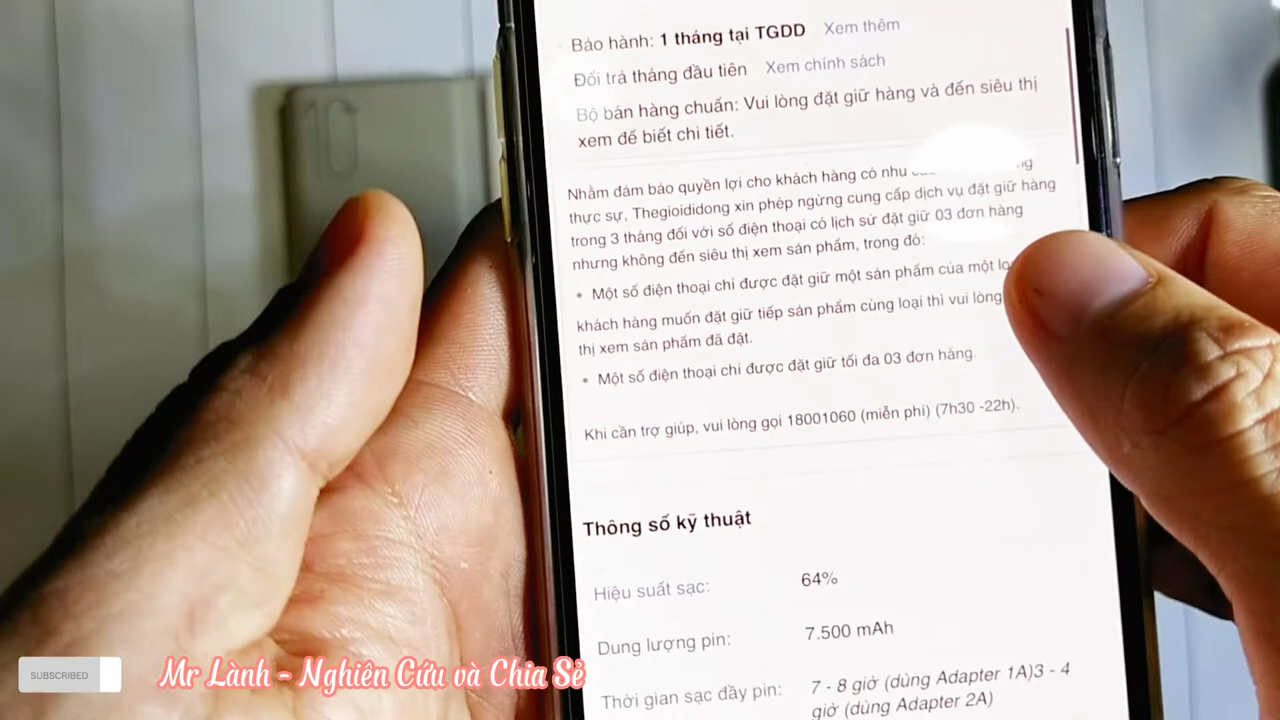 10
Bảo hành: 1 tháng tại TGDD Xem thêm
Đổi trả tháng đầu tiên Xem chính sách
Bộ bán hàng chuẩn: Vui lòng đặt giữ hàng và đến siêu thị
xem để biết chi tiết.
Nhằm đảm bảo quyền lợi cho khách hàng có nhu
thực sự, Thegioididong xin phép ngừng cung cấp dịch vụ đặt giữ hàng
trong 3 tháng đối với số điện thoại có lịch sử đặt giữ 03 đơn hàng
nhưng không đến siêu thị xem sản phẩm, trong đó:
• Một số điện thoại chỉ được đặt giữ một sản phẩm của một
khách hàng muốn đặt giữ tiếp sản phẩm cùng loại thì vui lòng
thị xem sản phẩm đã đặt.
• Một số điện thoại chỉ được đặt giữ tối đa 03 đơn hàng.
Khi cần trợ giúp, vui lòng gọi 18001060 (miễn phí) (7h30 -22h).
Thông số kỹ thuật
Hiệu suất sạc: 64%
Dung lượng pin: 7.500 mAh
Thời gian sạc đầy pin: 7 - 8 giờ (dùng Adapter 1A)3 - 4
giờ (dùng Adapter 2A)
SUBSCRIBED
Mr Lành - Nghiên Cứu và Chia Sẻ